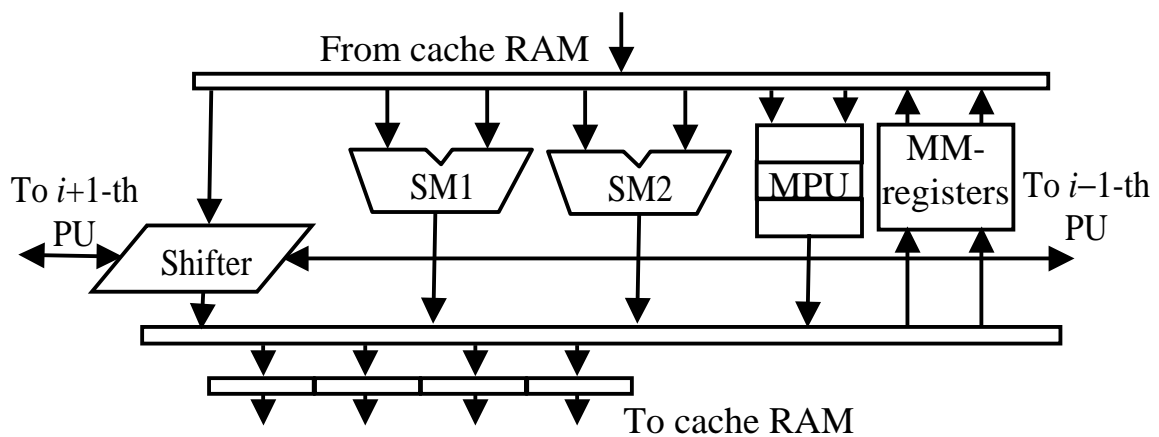 From cache RAM
SM1
SM2
MPU
MM-
registers
To i+1-th
PU
To i−1-th
PU
Shifter
To cache RAM